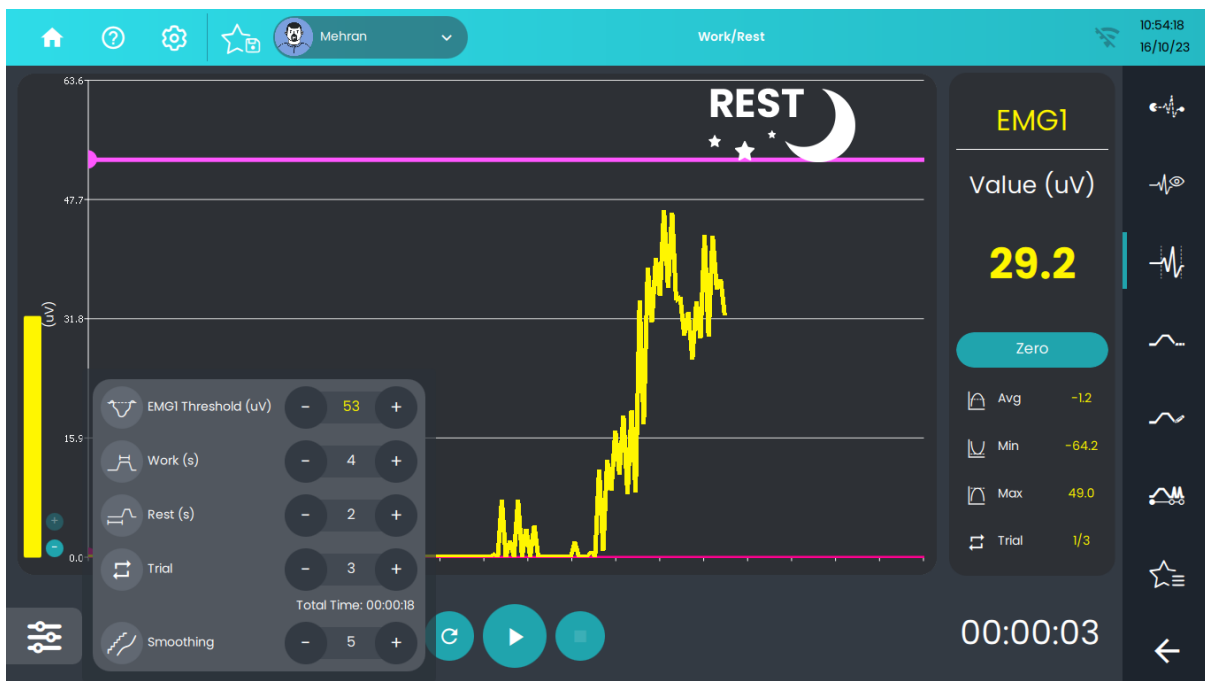 Mehran
Work/Rest
10:54:18
16/10/23
63.6
47.7
31.8
15.9
0.0
(uV)
REST
EMG1
Value (uV)
29.2
Zero
Avg -1.2
Min -64.2
Max 49.0
Trial 1/3
EMG1 Threshold (uV) - 53 +
Work (s) - 4 +
Rest (s) - 2 +
Trial - 3 +
Total Time: 00:00:18
Smoothing - 5 +
00:00:03